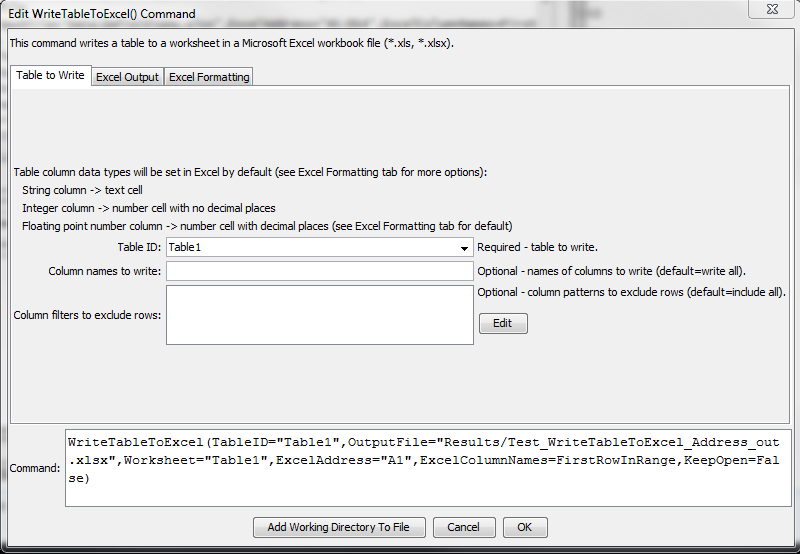 Edit WriteTableToExcel() Command
This command writes a table to a worksheet in a Microsoft Excel workbook file (*.xls, *.xlsx).
Table to Write Excel Output Excel Formatting
Table column data types will be set in Excel by default (see Excel Formatting tab for more options):
String column -> text cell
Integer column -> number cell with no decimal places
Floating point number column -> number cell with decimal places (see Excel Formatting tab for default)
Table ID: Table1 Required - table to write.
Column names to write: Optional - names of columns to write (default=write all).
Optional - column patterns to exclude rows (default=include all).
Column filters to exclude rows:
Edit
WriteTableToExcel(TableID="Table1",OutputFile="Results/Test_WriteTableToExcel_Address_out
Command: .xlsx",Worksheet="Table1",ExcelAddress="A1",ExcelColumnNames=FirstRowInRange,KeepOpen=Fal
se)
Add Working Directory To File Cancel OK